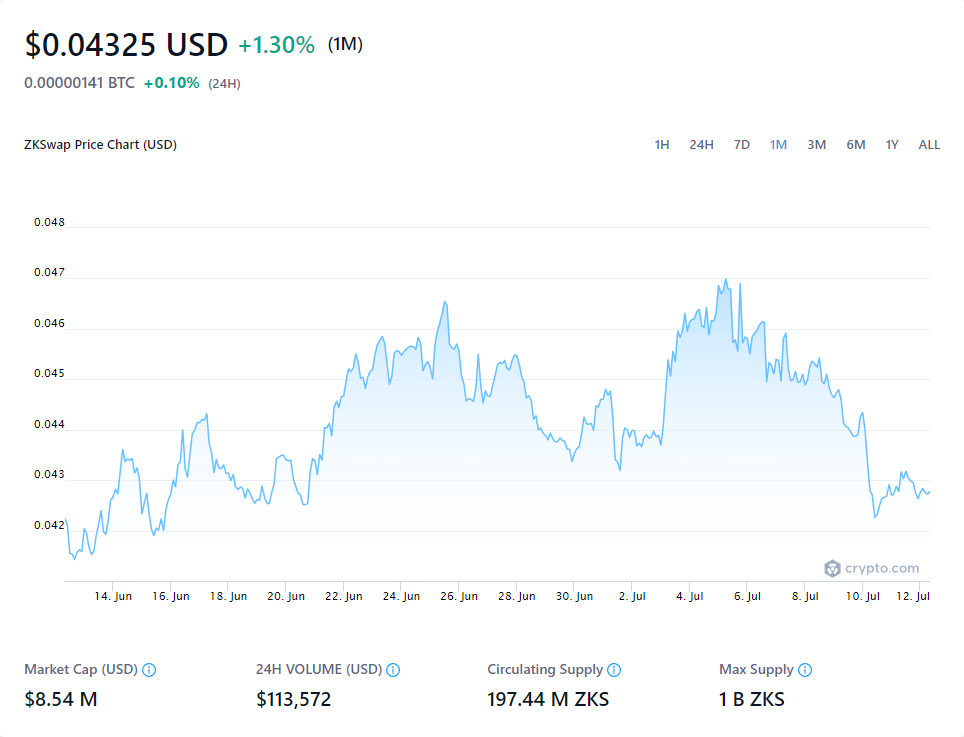 $0.04325 USD +1.30% (1M)
0.00000141 BTC +0.10% (24H)
ZKSwap Price Chart (USD) 1H 24H 7D 1M 3M 6M 1Y ALL
0.048
0.047
0.046
0.045
0.044
0.043
0.042
crypto.com
14. Jun 16. Jun 18. Jun 20. Jun 22. Jun 24. Jun 26. Jun 28. Jun 30. Jun 2. Jul 4. Jul 6. Jul 8. Jul 10. Jul 12. Jul
Market Cap (USD) 24H VOLUME (USD) Circulating Supply Max Supply
$8.54 M $113,572 197.44 M ZKS 1 B ZKS